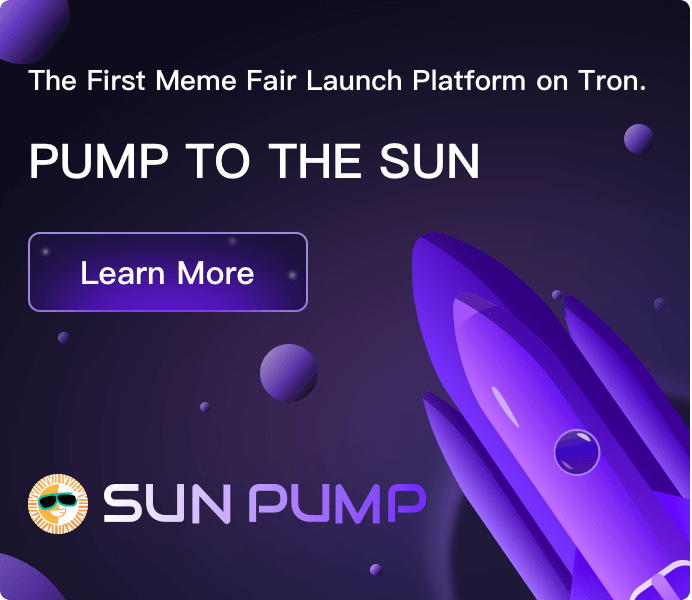 The First Meme Fair Launch Platform on Tron.
PUMP TO THE SUN
Learn More
SUN PUMP